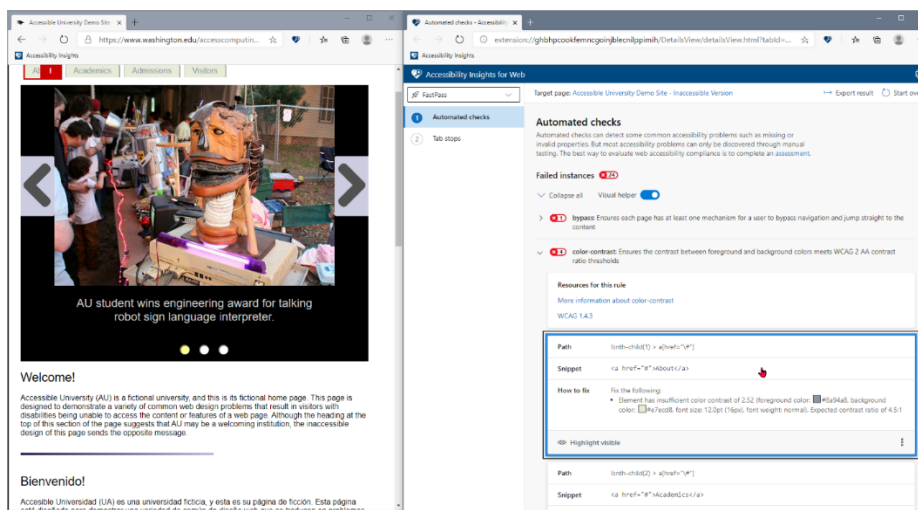 Accessible University Demo Site
https://www.washington.edu/accesscomputin...
Accessibility Insights
Academics
Admissions
Visitors
AU student wins engineering award for talking
robot sign language interpreter.
Welcome!
Accessible University (AU) is a fictional university, and this is its fictional home page. This page is
designed to demonstrate a variety of common web design problems that result in visitors with
disabilities being unable to access the content or features of a web page. Although the heading at the
top of this section of the page suggests that AU may be a welcoming institution, the inaccessible
design of this page sends the opposite message.
Bienvenido!
Accesible Universidad (UA) es una universidad ficticia, y esta es su página de ficción. Esta página
Automated checks - Accessibility
extension://ghbhpcookfemncgoinjblecnilppimih/DetailsView/detailsView.html?tabId=...
Accessibility Insights
Accessibility Insights for Web
FastPass
Target page: Accessible University Demo Site - Inaccessible Version
Export result
Start over
1 Automated checks
2 Tab stops
Automated checks
Automated checks can detect some common accessibility problems such as missing or
invalid properties. But most accessibility problems can only be discovered through manual
testing. The best way to evaluate web accessibility compliance is to complete an assessment.
Failed instances 24
Collapse all
Visual helper
1 bypass: Ensures each page has at least one mechanism for a user to bypass navigation and jump straight to the
content
4 color-contrast: Ensures the contrast between foreground and background colors meets WCAG 2 AA contrast
ratio thresholds
Resources for this rule
More information about color-contrast
WCAG 1.4.3
Path
:nth-child(1) > a[href="\#"]
Snippet
<a href="#">About</a>
How to fix
Fix the following:
• Element has insufficient color contrast of 2.52 (foreground color: #8a94a8, background
color: #e7ecd8, font size: 12.0pt (16px), font weight: normal). Expected contrast ratio of 4.5:1
Highlight visible
Path
:nth-child(2) > a[href="\#"]
Snippet
<a href="#">Academics</a>